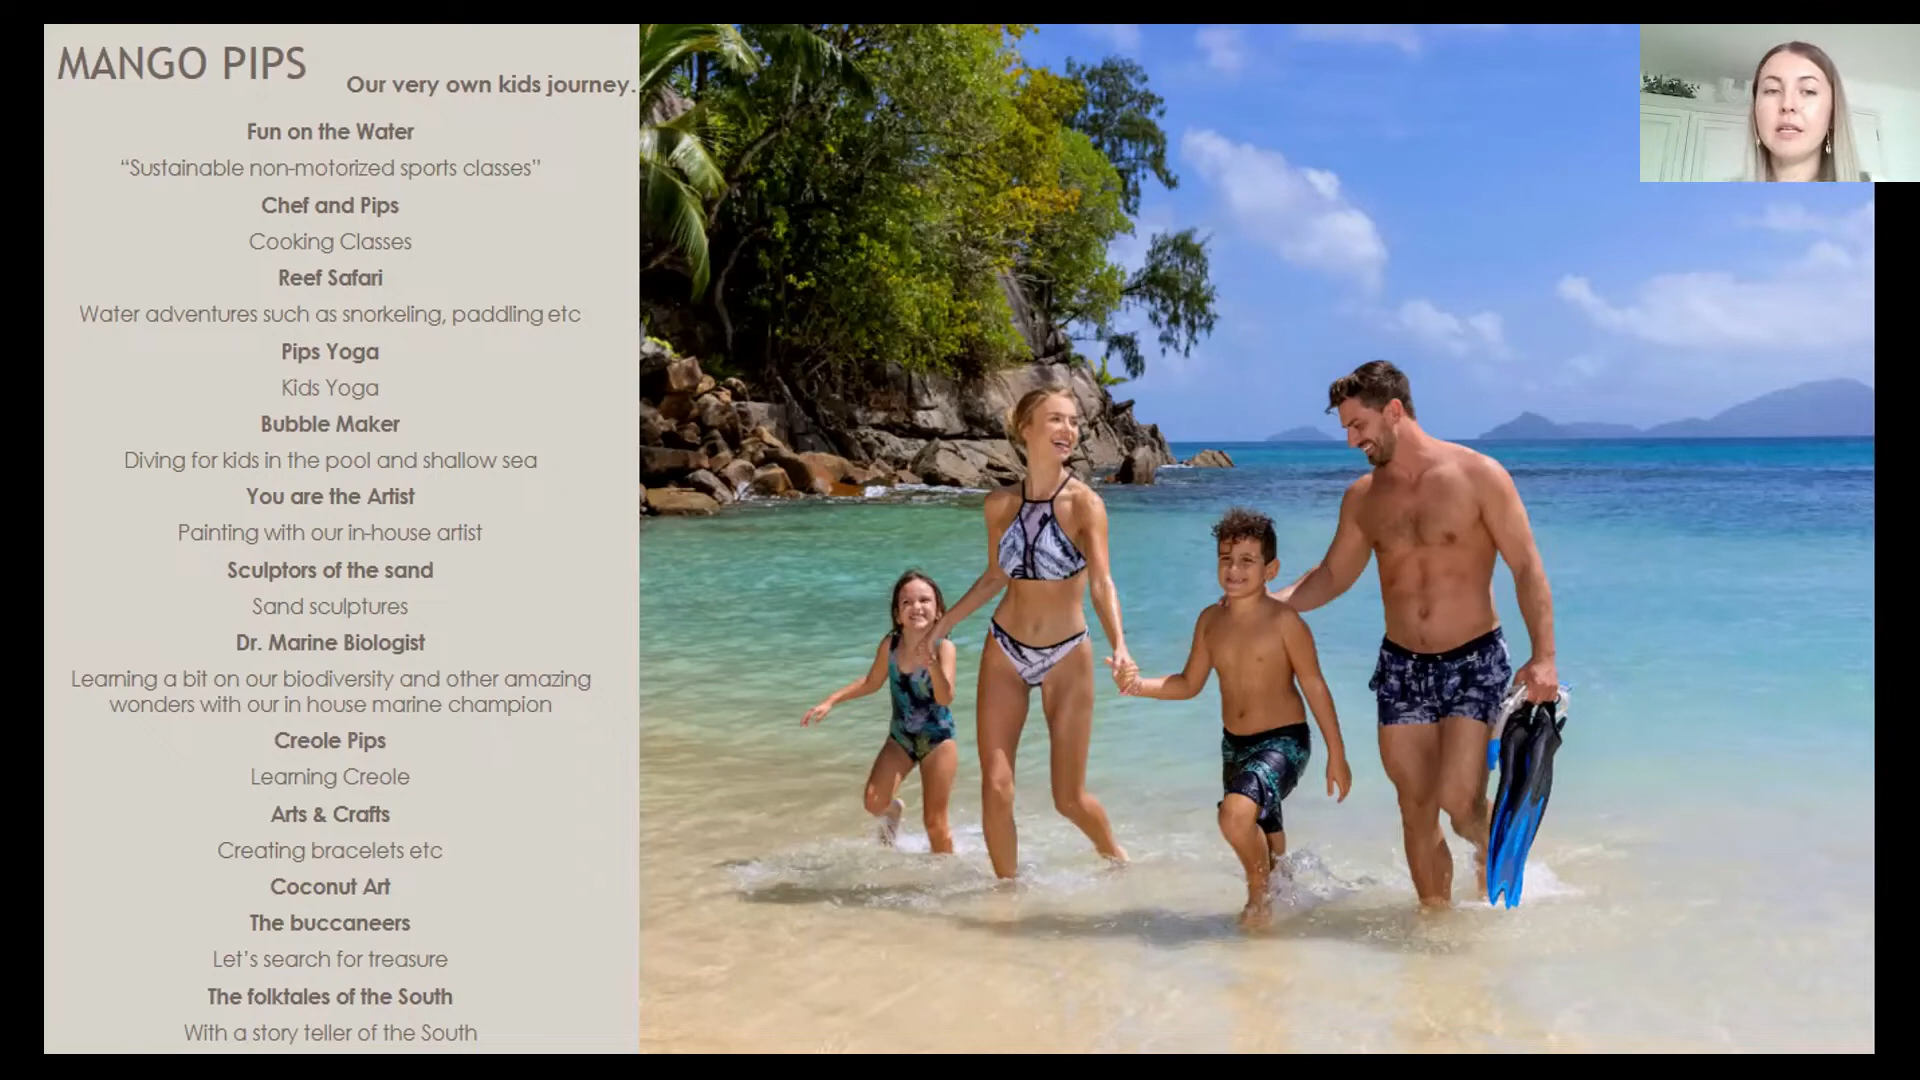 MANGO PIPS
Our very own kids journey.
Fun on the Water
“Sustainable non-motorized sports classes”
Chef and Pips
Cooking Classes
Reef Safari
Water adventures such as snorkeling, paddling etc
Pips Yoga
Kids Yoga
Bubble Maker
Diving for kids in the pool and shallow sea
You are the Artist
Painting with our in-house artist
Sculptors of the sand
Sand sculptures
Dr. Marine Biologist
Learning a bit on our biodiversity and other amazing
wonders with our in house marine champion
Creole Pips
Learning Creole
Arts & Crafts
Creating bracelets etc
Coconut Art
The buccaneers
Let’s search for treasure
The folktales of the South
With a story teller of the South